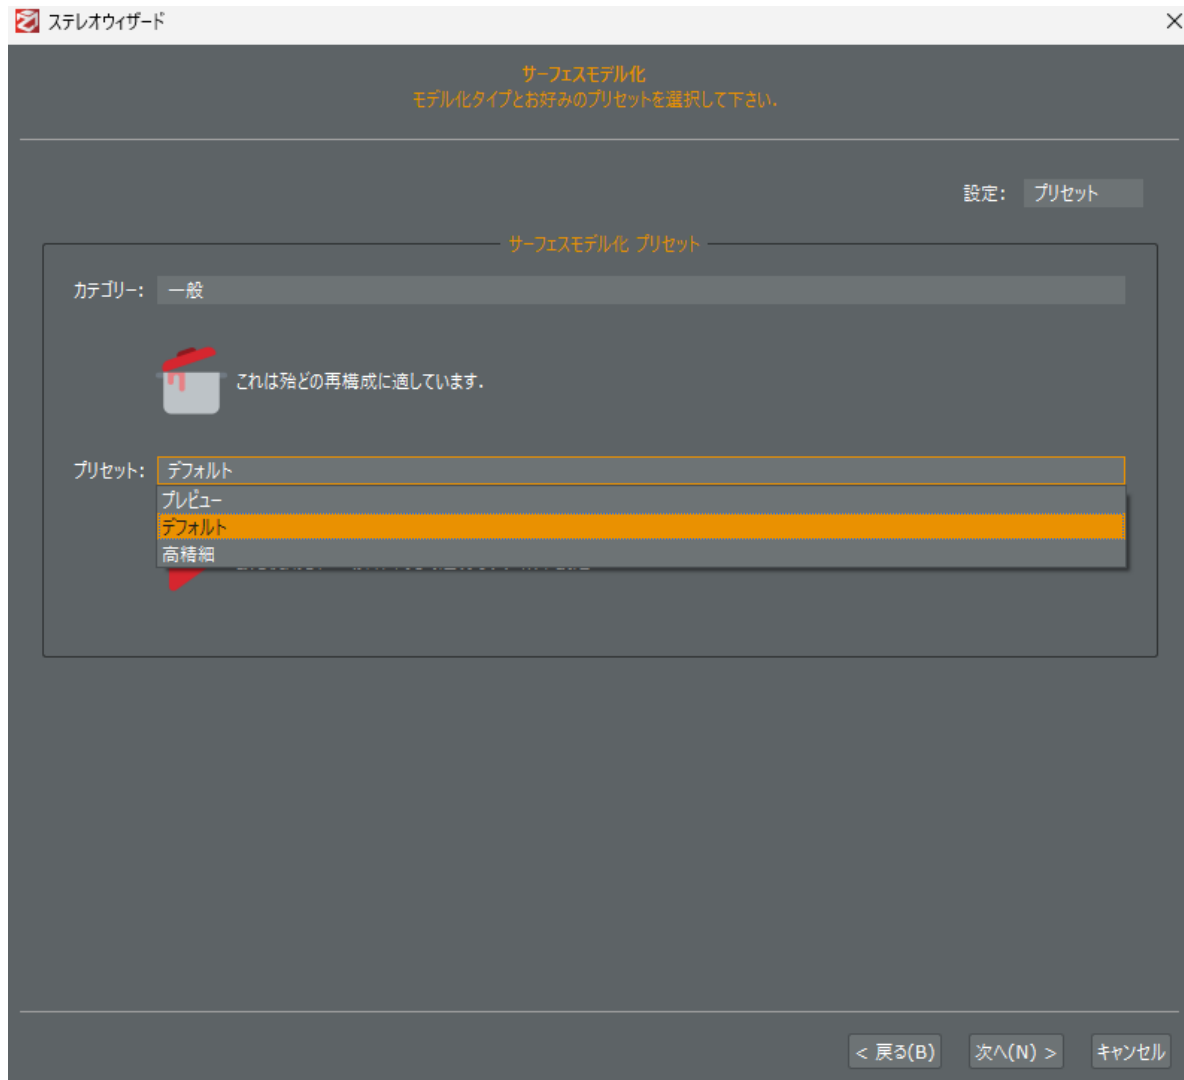 ステレオウィザード
サーフェスモデル化
モデル化タイプとお好みのプリセットを選択して下さい.
設定: プリセット
サーフェスモデル化 プリセット
カテゴリー: 一般
これは殆どの再構成に適しています.
プリセット: デフォルト
プレビュー
デフォルト
高精細
< 戻る(B) 次へ(N) > キャンセル